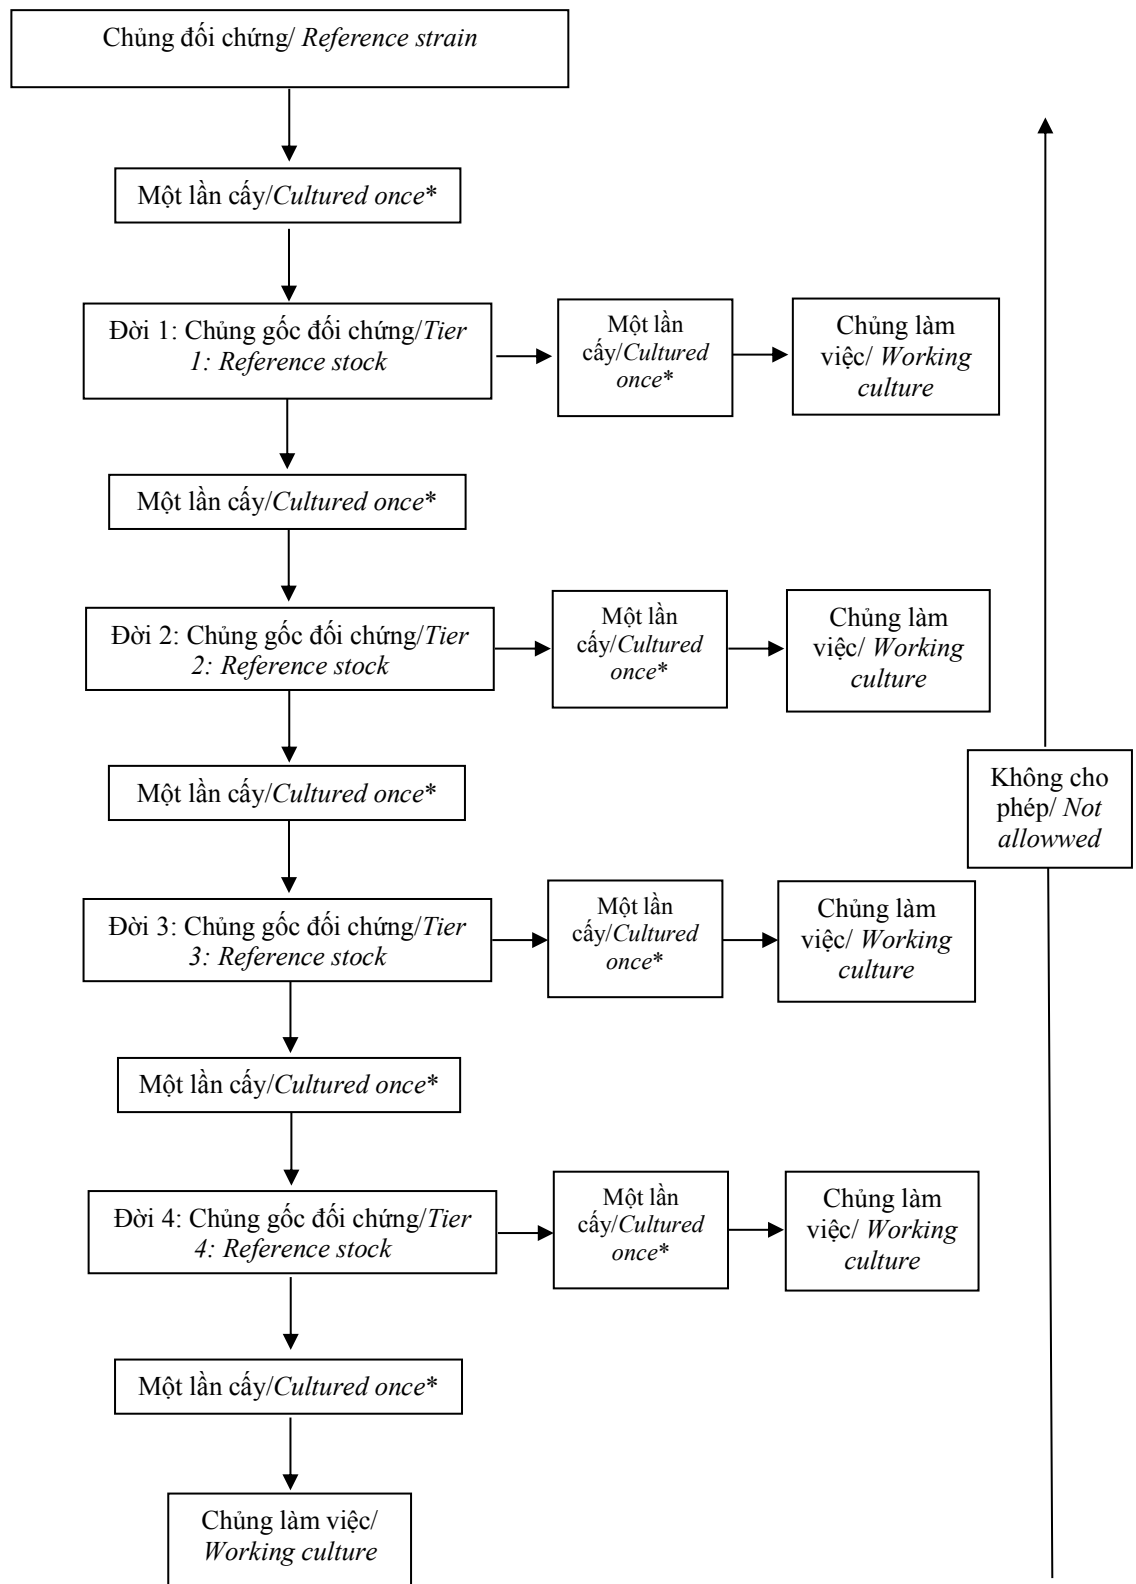 Chủng đối chứng/ Reference strain
Một lần cấy/Cultured once*
Đời 1: Chủng gốc đối chứng/Tier
1: Reference stock
Một lần
cấy/Cultured
once*
Chủng làm
việc/ Working
culture
Một lần cấy/Cultured once*
Đời 2: Chủng gốc đối chứng/Tier
2: Reference stock
Một lần
cấy/Cultured
once*
Chủng làm
việc/ Working
culture
Một lần cấy/Cultured once*
Không cho
phép/ Not
allowwed
Đời 3: Chủng gốc đối chứng/Tier
3: Reference stock
Một lần
cấy/Cultured
once*
Chủng làm
việc/ Working
culture
Một lần cấy/Cultured once*
Đời 4: Chủng gốc đối chứng/Tier
4: Reference stock
Một lần
cấy/Cultured
once*
Chủng làm
việc/ Working
culture
Một lần cấy/Cultured once*
Chủng làm việc/
Working culture